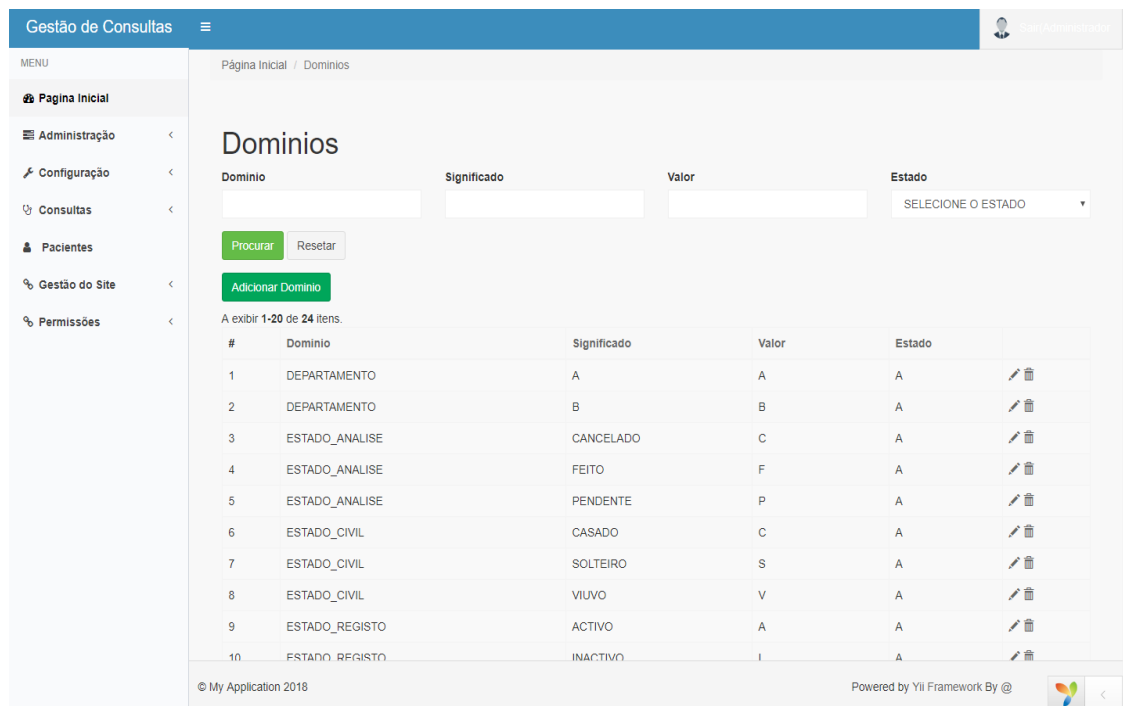 Gestão de Consultas
Sair(Administrador
MENU
Página Inicial / Dominios
Pagina Inicial
Administração
Configuração
Consultas
Pacientes
Gestão do Site
Permissões
Dominios
Dominio Significado Valor Estado
SELECIONE O ESTADO
Procurar Resetar
Adicionar Dominio
A exibir 1-20 de 24 itens.
# Dominio Significado Valor Estado
1 DEPARTAMENTO A A A
2 DEPARTAMENTO B B A
3 ESTADO_ANALISE CANCELADO C A
4 ESTADO_ANALISE FEITO F A
5 ESTADO_ANALISE PENDENTE P A
6 ESTADO_CIVIL CASADO C A
7 ESTADO_CIVIL SOLTEIRO S A
8 ESTADO_CIVIL VIUVO V A
9 ESTADO_REGISTO ACTIVO A A
10 ESTADO_REGISTO INACTIVO I A
© My Application 2018 Powered by Yii Framework By @